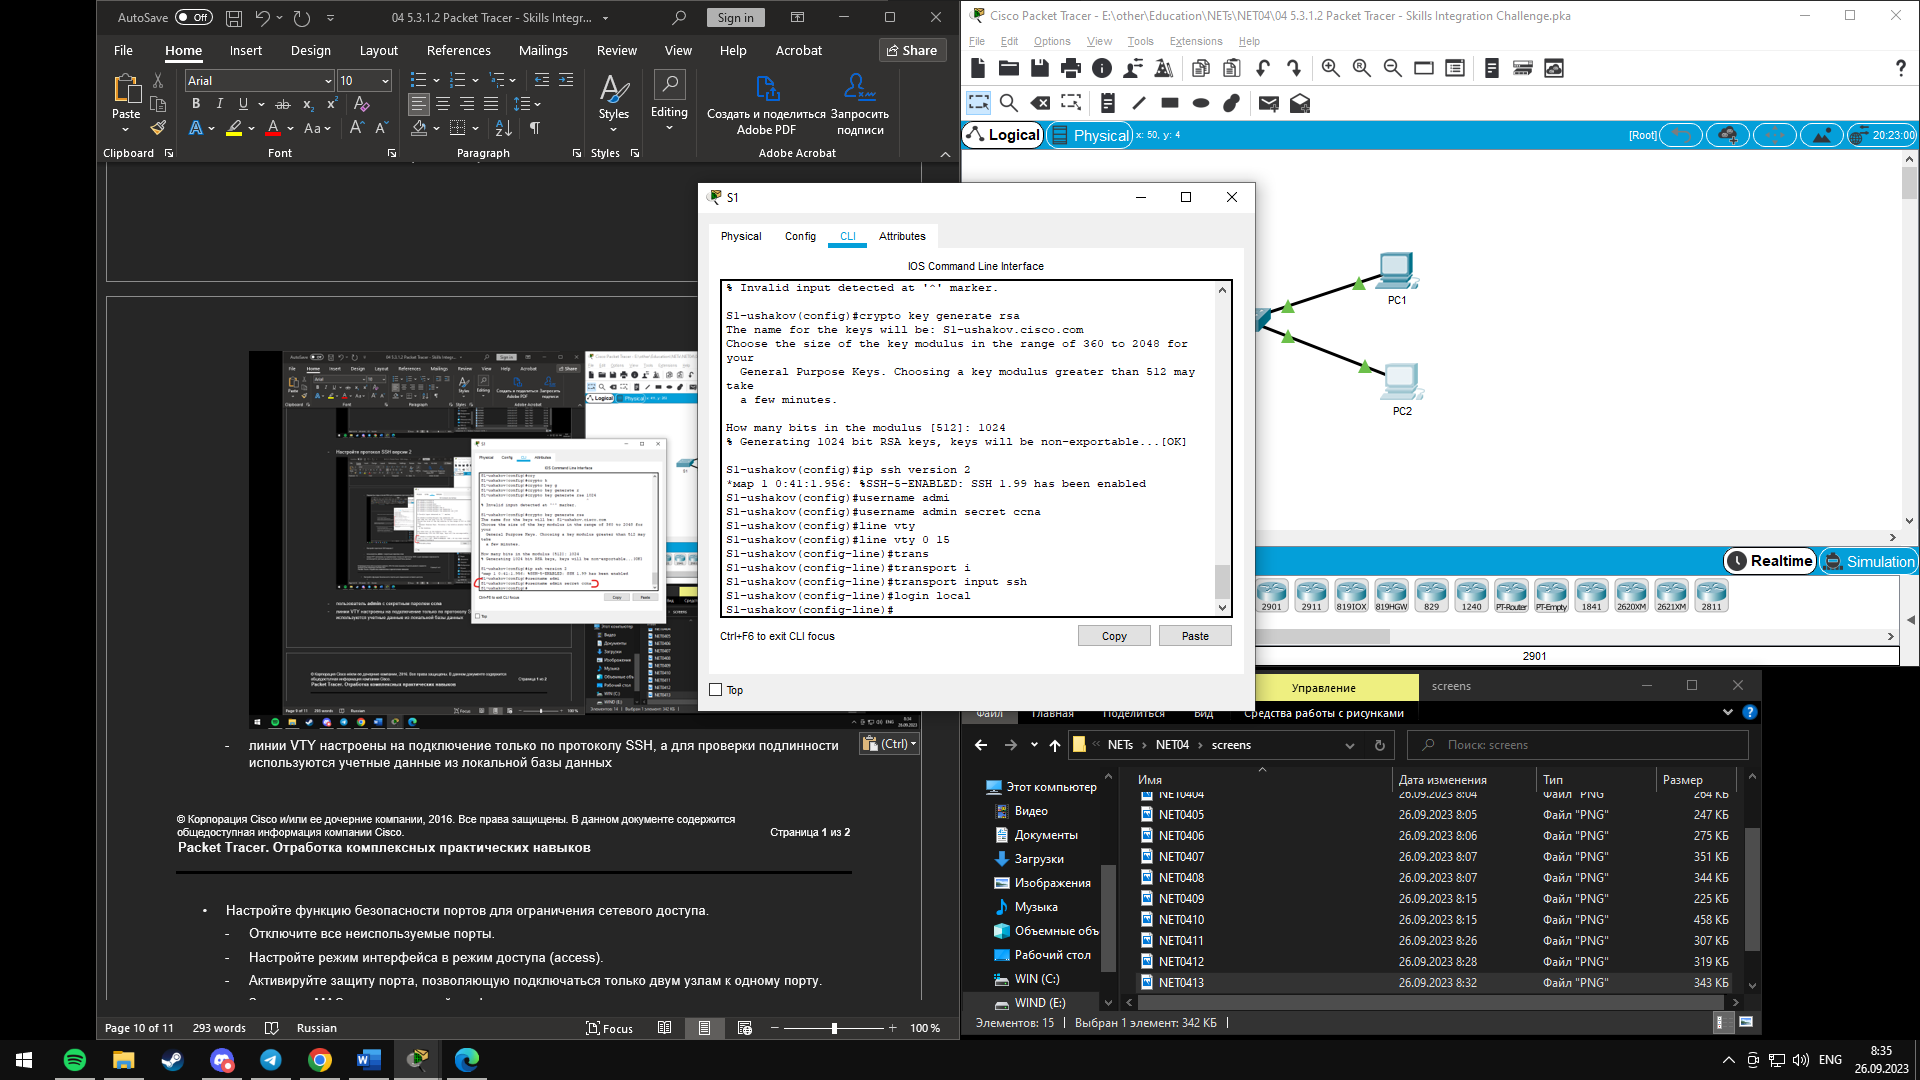 AutoSave Off 04 5.3.1.2 Packet Tracer - Skills Integr... Sign in
File Home Insert Design Layout References Mailings Review View Help Acrobat Share
Arial 10
Paste
Styles
Editing
Создать и поделиться Adobe PDF
Запросить подписи
Clipboard Font Paragraph Styles Adobe Acrobat
Cisco Packet Tracer - E:\other\Education\NETs\NET04\04 5.3.1.2 Packet Tracer - Skills Integration Challenge.pka
File Edit Options View Tools Extensions Help
Logical Physical x: 50, y: 4 [Root] 20:23:00
PC1
PC2
S1
Physical Config CLI Attributes
IOS Command Line Interface
% Invalid input detected at '^' marker.
S1-ushakov(config)#crypto key generate rsa
The name for the keys will be: S1-ushakov.cisco.com
Choose the size of the key modulus in the range of 360 to 2048 for
your
General Purpose Keys. Choosing a key modulus greater than 512 may
take
a few minutes.
How many bits in the modulus [512]: 1024
% Generating 1024 bit RSA keys, keys will be non-exportable...[OK]
S1-ushakov(config)#ip ssh version 2
*мар 1 0:41:1.956: %SSH-5-ENABLED: SSH 1.99 has been enabled
S1-ushakov(config)#username admi
S1-ushakov(config)#username admin secret ccna
S1-ushakov(config)#line vty
S1-ushakov(config)#line vty 0 15
S1-ushakov(config-line)#trans
S1-ushakov(config-line)#transport i
S1-ushakov(config-line)#transport input ssh
S1-ushakov(config-line)#login local
S1-ushakov(config-line)#
Ctrl+F6 to exit CLI focus Copy Paste
Top
Realtime Simulation
2901 2911 819IOX 819HGW 829 1240 PT-Router PT-Empty 1841 2620XM 2621XM 2811
2901
- линии VTY настроены на подключение только по протоколу SSH, а для проверки подлинности
используются учетные данные из локальной базы данных
(Ctrl)
© Корпорация Cisco и/или ее дочерние компании, 2016. Все права защищены. В данном документе содержится
общедоступная информация компании Cisco. Страница 1 из 2
Packet Tracer. Отработка комплексных практических навыков
• Настройте функцию безопасности портов для ограничения сетевого доступа.
- Отключите все неиспользуемые порты.
- Настройте режим интерфейса в режим доступа (access).
- Активируйте защиту порта, позволяющую подключаться только двум узлам к одному порту.
Page 10 of 11 293 words Russian Focus 100 %
Управление screens
Файл Главная Поделиться Вид Средства работы с рисунками
NETs NET04 screens Поиск: screens
Этот компьютер
Видео
Документы
Загрузки
Изображения
Музыка
Объемные объ
Рабочий стол
WIN (C:)
WIND (E:)
Имя Дата изменения Тип Размер
NET0404 26.09.2023 8:04 Файл "PNG" 264 КБ
NET0405 26.09.2023 8:05 Файл "PNG" 247 КБ
NET0406 26.09.2023 8:06 Файл "PNG" 275 КБ
NET0407 26.09.2023 8:07 Файл "PNG" 351 КБ
NET0408 26.09.2023 8:07 Файл "PNG" 344 КБ
NET0409 26.09.2023 8:15 Файл "PNG" 225 КБ
NET0410 26.09.2023 8:15 Файл "PNG" 458 КБ
NET0411 26.09.2023 8:26 Файл "PNG" 307 КБ
NET0412 26.09.2023 8:28 Файл "PNG" 319 КБ
NET0413 26.09.2023 8:32 Файл "PNG" 343 КБ
Элементов: 15 Выбран 1 элемент: 342 КБ
ENG 8:35
26.09.2023